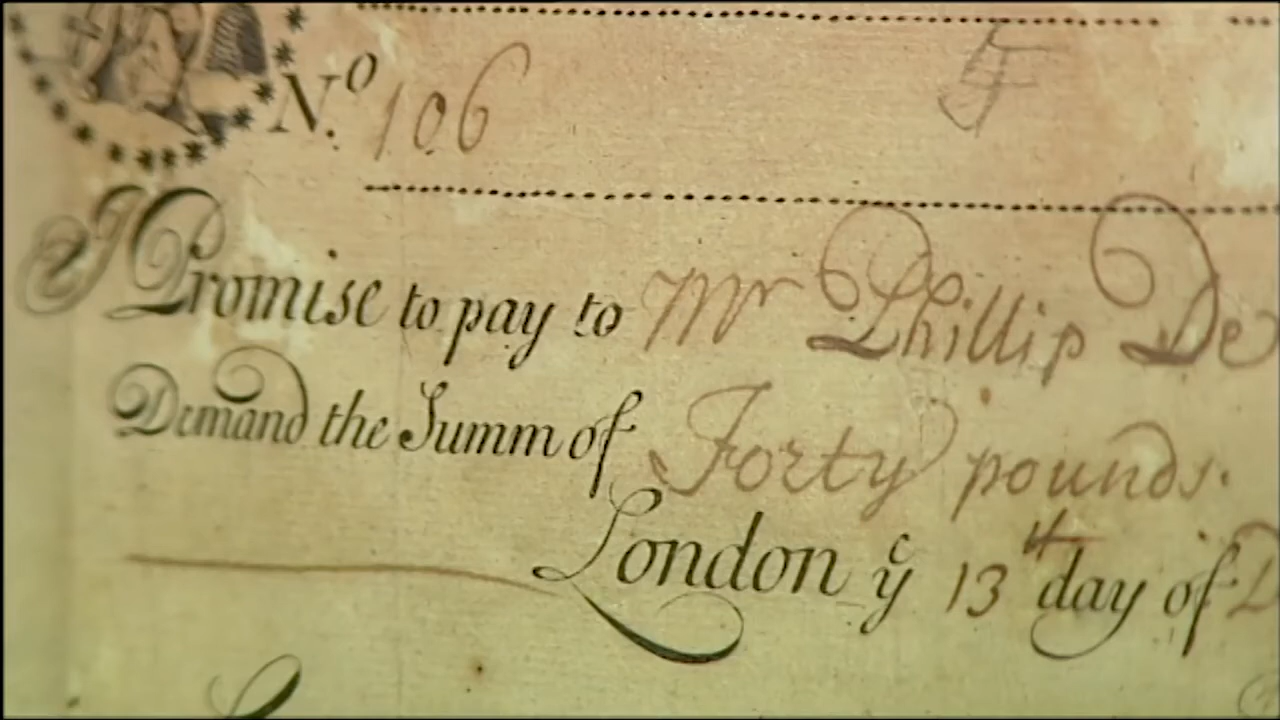 No. 106
I Promise to pay to Mr Phillip De
Demand the Summ of Forty pounds.
London ye 13th day of D